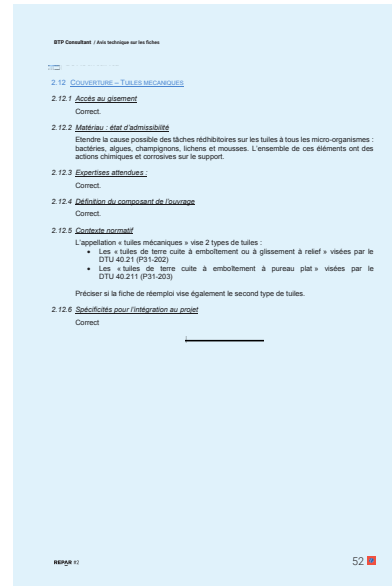 BTP Consultant / Avis technique sur les fiches
2.12 COUVERTURE – TUILES MECANIQUES
2.12.1 Accès au gisement
Correct.
2.12.2 Matériau : état d'admissibilité
Etendre la cause possible des tâches rédhibitoires sur les tuiles à tous les micro-organismes :
bactéries, algues, champignons, lichens et mousses. L'ensemble de ces éléments ont des
actions chimiques et corrosives sur le support.
2.12.3 Expertises attendues :
Correct.
2.12.4 Définition du composant de l'ouvrage
Correct.
2.12.5 Contexte normatif
L'appellation « tuiles mécaniques » vise 2 types de tuiles :
• Les « tuiles de terre cuite à emboîtement ou à glissement à relief » visées par le
DTU 40.21 (P31-202)
• Les « tuiles de terre cuite à emboîtement à pureau plat » visées par le
DTU 40.211 (P31-203)
Préciser si la fiche de réemploi vise également le second type de tuiles.
2.12.6 Spécificités pour l'intégration au projet
Correct
REPAR #2
52